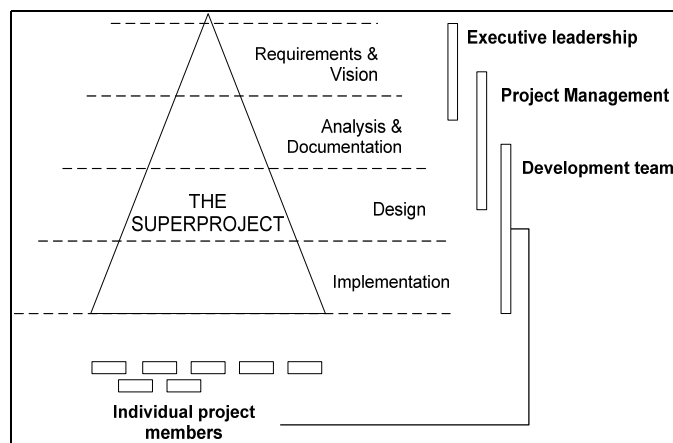 Executive leadership
Requirements &
Vision
Project Management
Analysis &
Documentation
Development team
THE
SUPERPROJECT
Design
Implementation
Individual project
members